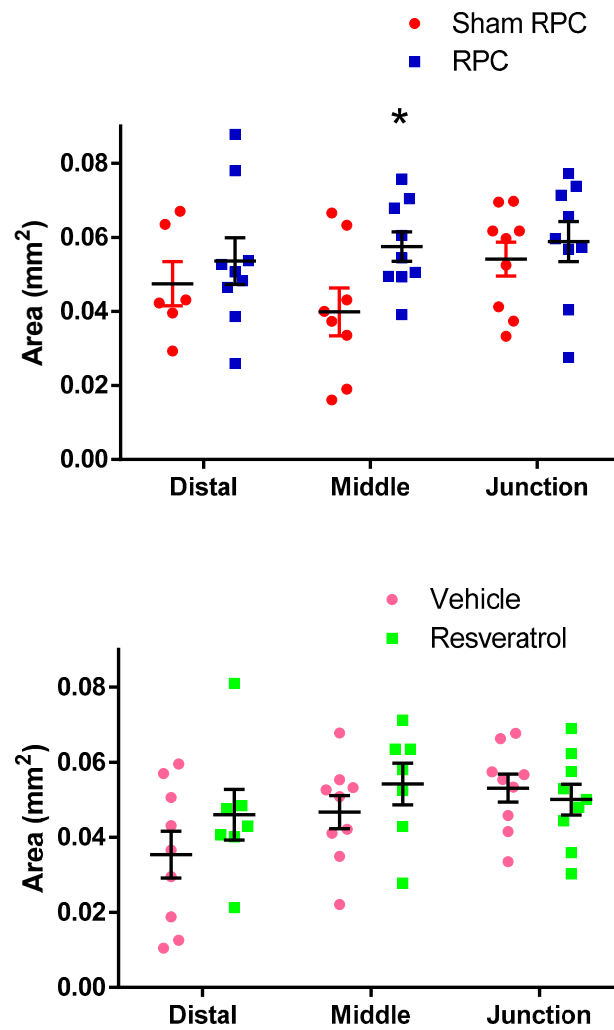 Sham RPC
RPC
*
Area (mm²)
0.08
0.06
0.04
0.02
0.00
Distal Middle Junction
Vehicle
Resveratrol
Area (mm²)
0.08
0.06
0.04
0.02
0.00
Distal Middle Junction